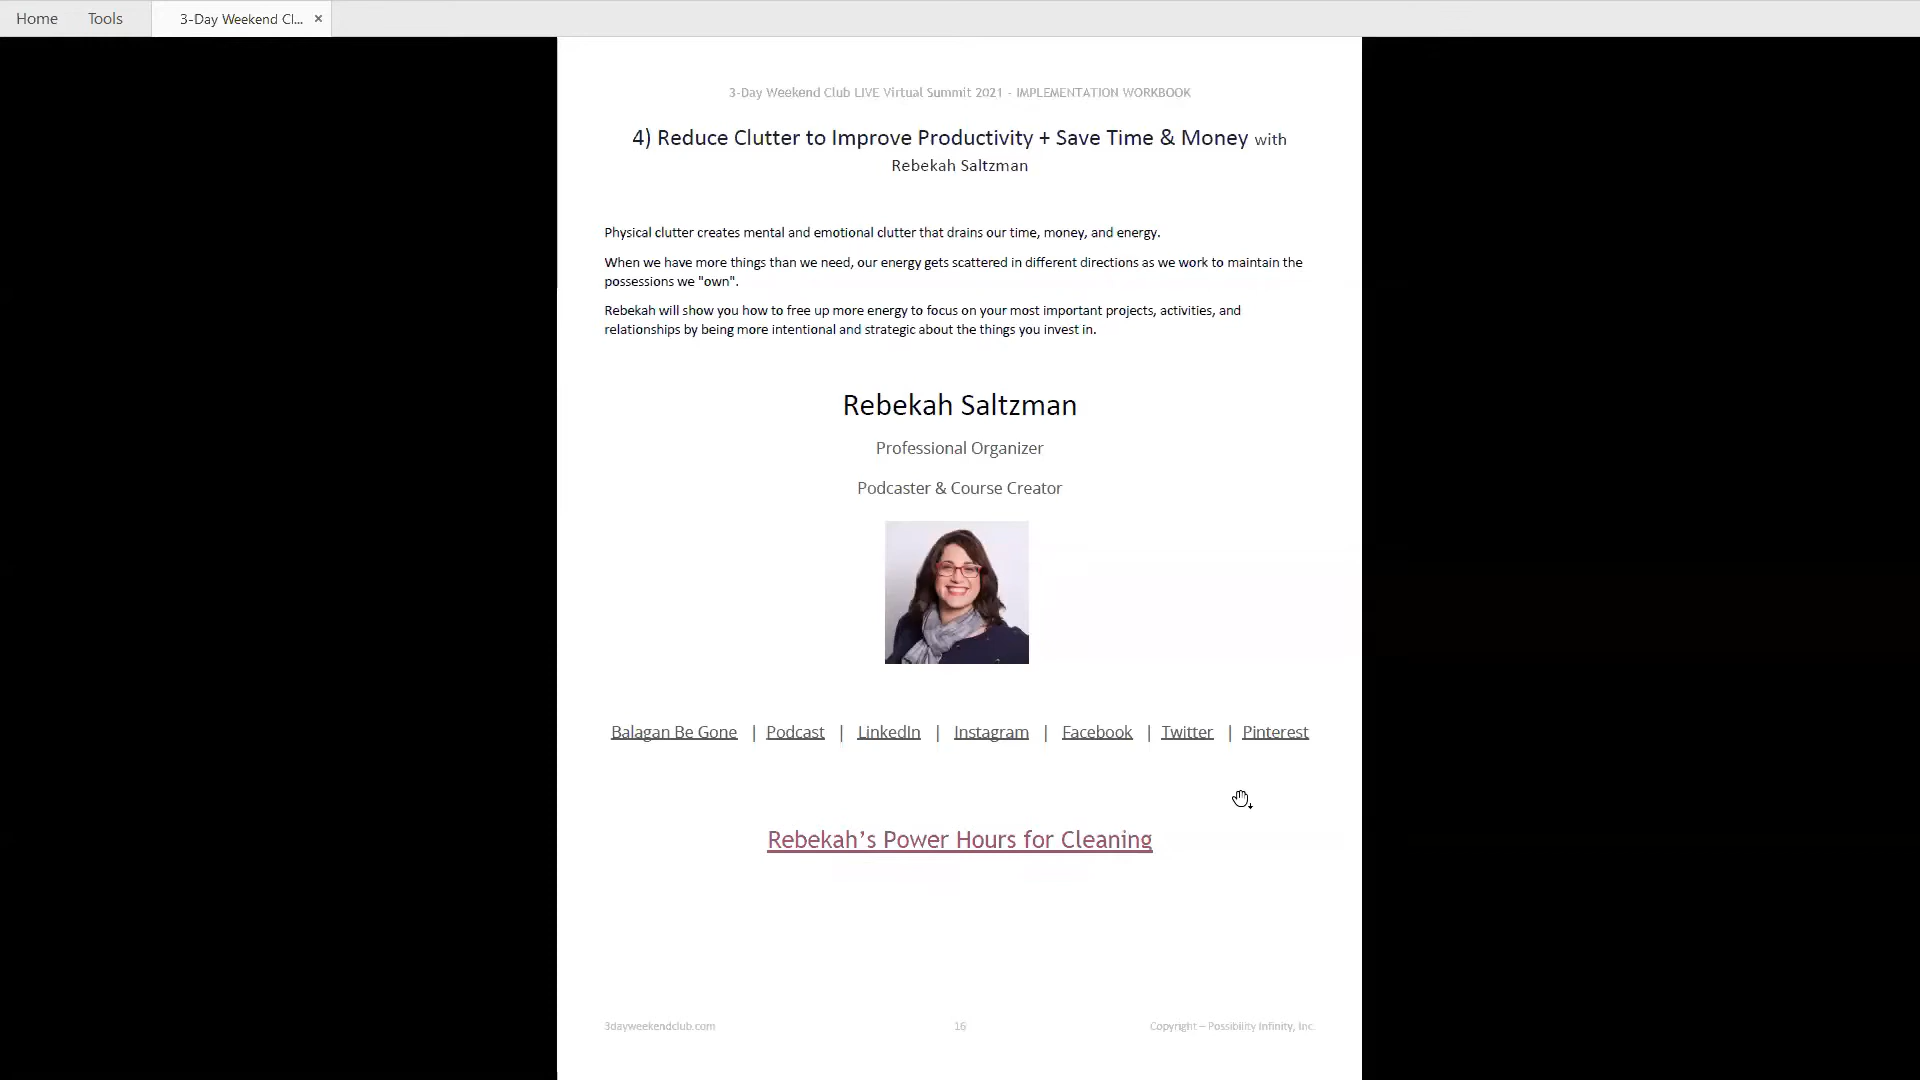 Home Tools 3-Day Weekend Cl... ×
3-Day Weekend Club LIVE Virtual Summit 2021 - IMPLEMENTATION WORKBOOK
4) Reduce Clutter to Improve Productivity + Save Time & Money with
Rebekah Saltzman
Physical clutter creates mental and emotional clutter that drains our time, money, and energy.
When we have more things than we need, our energy gets scattered in different directions as we work to maintain the
possessions we "own".
Rebekah will show you how to free up more energy to focus on your most important projects, activities, and
relationships by being more intentional and strategic about the things you invest in.
Rebekah Saltzman
Professional Organizer
Podcaster & Course Creator
Balagan Be Gone | Podcast | LinkedIn | Instagram | Facebook | Twitter | Pinterest
Rebekah’s Power Hours for Cleaning
3dayweekendclub.com 16 Copyright – Possibility Infinity, Inc.